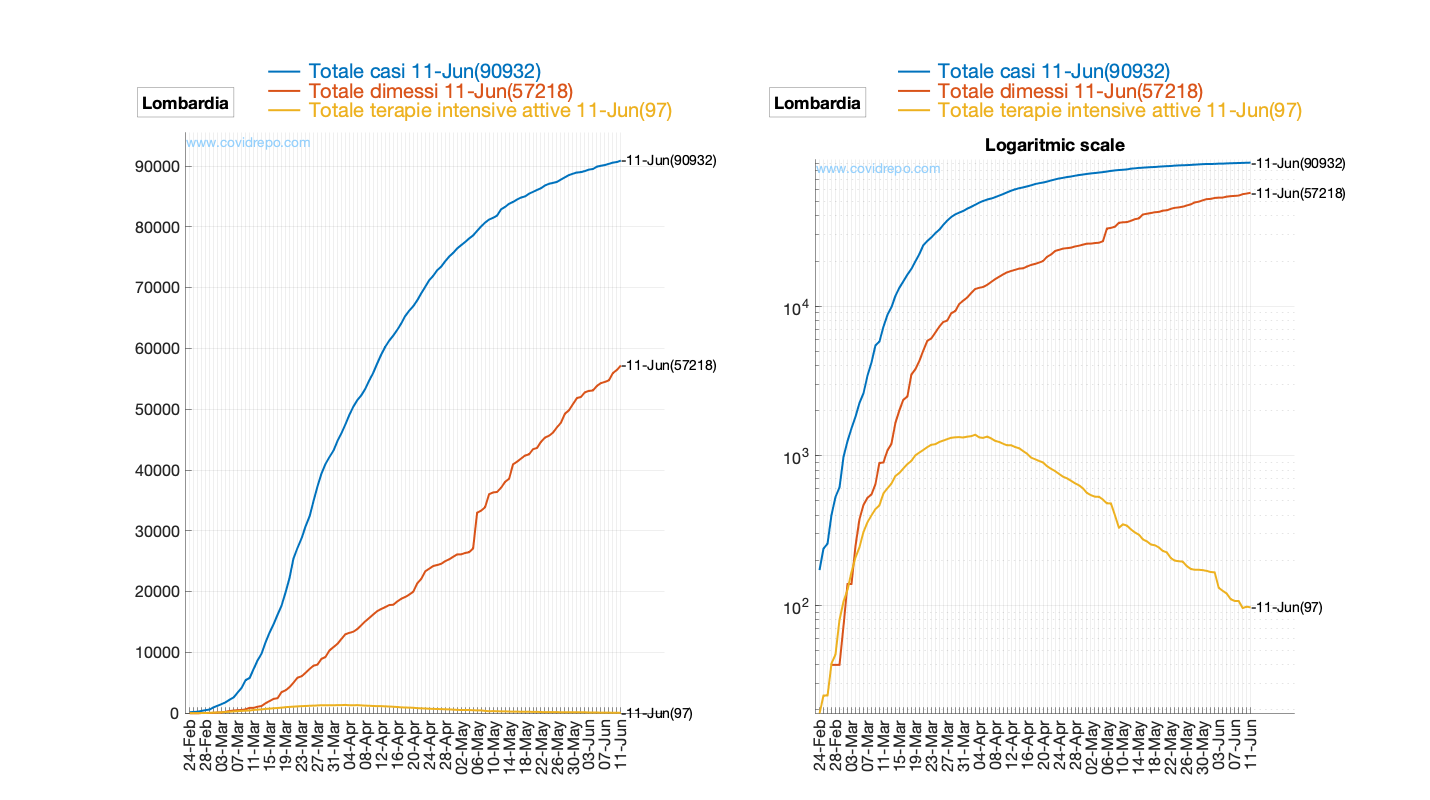 Totale casi 11-Jun(90932)
Totale dimessi 11-Jun(57218)
Totale terapie intensive attive 11-Jun(97)
Lombardia
www.covidrepo.it
90000
80000
70000
60000
50000
40000
30000
20000
10000
0
-11-Jun(90932)
-11-Jun(57218)
-11-Jun(97)
24-Feb
28-Feb
03-Mar
07-Mar
11-Mar
15-Mar
19-Mar
23-Mar
27-Mar
31-Mar
04-Apr
08-Apr
12-Apr
16-Apr
20-Apr
24-Apr
28-Apr
02-May
06-May
10-May
14-May
18-May
22-May
26-May
30-May
03-Jun
07-Jun
11-Jun
Totale casi 11-Jun(90932)
Totale dimessi 11-Jun(57218)
Totale terapie intensive attive 11-Jun(97)
Lombardia
Logaritmic scale
www.covidrepo.com
10^4
10^3
10^2
-11-Jun(90932)
-11-Jun(57218)
-11-Jun(97)
24-Feb
28-Feb
03-Mar
07-Mar
11-Mar
15-Mar
19-Mar
23-Mar
27-Mar
31-Mar
04-Apr
08-Apr
12-Apr
16-Apr
20-Apr
24-Apr
28-Apr
02-May
06-May
10-May
14-May
18-May
22-May
26-May
30-May
03-Jun
07-Jun
11-Jun